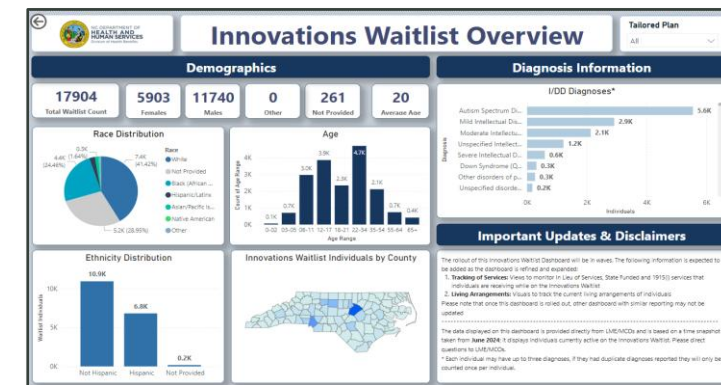 NC DEPARTMENT OF
HEALTH AND
HUMAN SERVICES
Division of Health Benefits
Innovations Waitlist Overview
Tailored Plan
All
Demographics
17904
Total Waitlist Count
5903
Females
11740
Males
0
Other
261
Not Provided
20
Average Age
Race Distribution
0.3K
(1.64%)
4.4K
(24.46%)
7.4K
(41.42%)
5.2K (28.95%)
Race
White
Not Provided
Black (African ...
Hispanic/Latinx
Asian/Pacific Is...
Native American
Other
Age
Count of Age Range
4K
3K
2K
1K
0K
0.1K
0.7K
3.0K
3.9K
2.3K
4.7K
2.1K
0.7K
0.4K
0-02 03-05 06-11 12-17 18-21 22-34 35-54 55-64 65+
Age Range
Ethnicity Distribution
Waitlist Individuals
10K
5K
0K
10.9K
6.8K
0.2K
Not Hispanic
Hispanic
Not Provided
Innovations Waitlist Individuals by County
Diagnosis Information
I/DD Diagnoses*
Diagnosis
Autism Spectrum Di... 5.6K
Mild Intellectual Dis... 2.9K
Moderate Intellectu... 2.1K
Unspecified Intellect... 1.2K
Severe Intellectual D... 0.6K
Down Syndrome (Q... 0.3K
Other disorders of p... 0.3K
Unspecified disorde... 0.2K
0K 2K 4K 6K
Individuals
Important Updates & Disclaimers
The rollout of this Innovations Waitlist Dashboard will be in waves. The following information is expected to
be added as the dashboard is refined and expanded:
1. Tracking of Services: Views to monitor In Lieu of Services, State Funded and 1915(i) services that
individuals are receiving while on the Innovations Waitlist
2. Living Arrangements: Visuals to track the current living arrangements of individuals
Please note that once this dashboard is rolled out, other dashboard with similar reporting may not be
updated
The data displayed on this dashboard is provided directly from LME/MCOs and is based on a time snapshot
taken from June 2024; it displays individuals currently active on the Innovations Waitlist. Please direct
questions to LME/MCOs.
* Each individual may have up to three diagnoses, if they had duplicate diagnoses reported they will only be
counted once per individual.